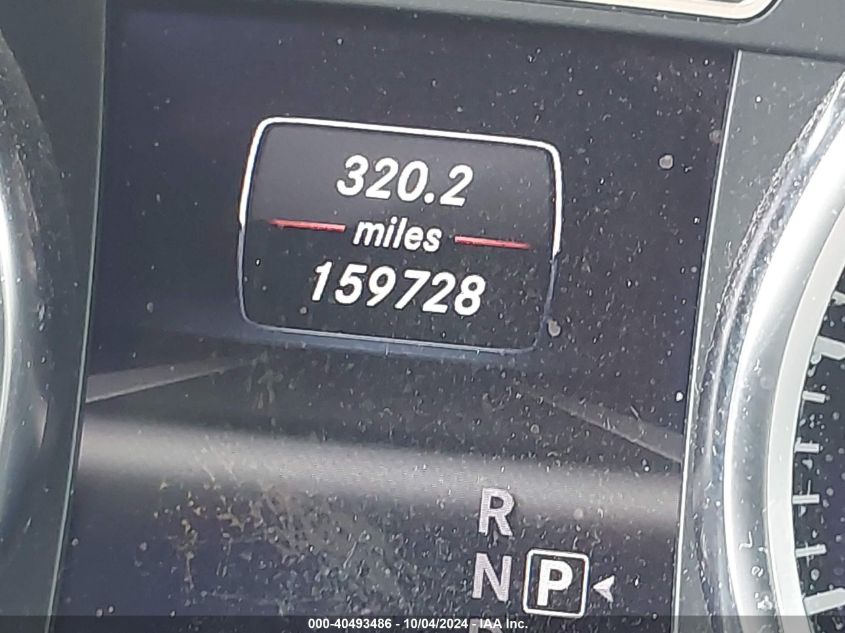 320.2
miles
159728
R
N P
D
000-40493486 - 10/04/2024 - IAA Inc.